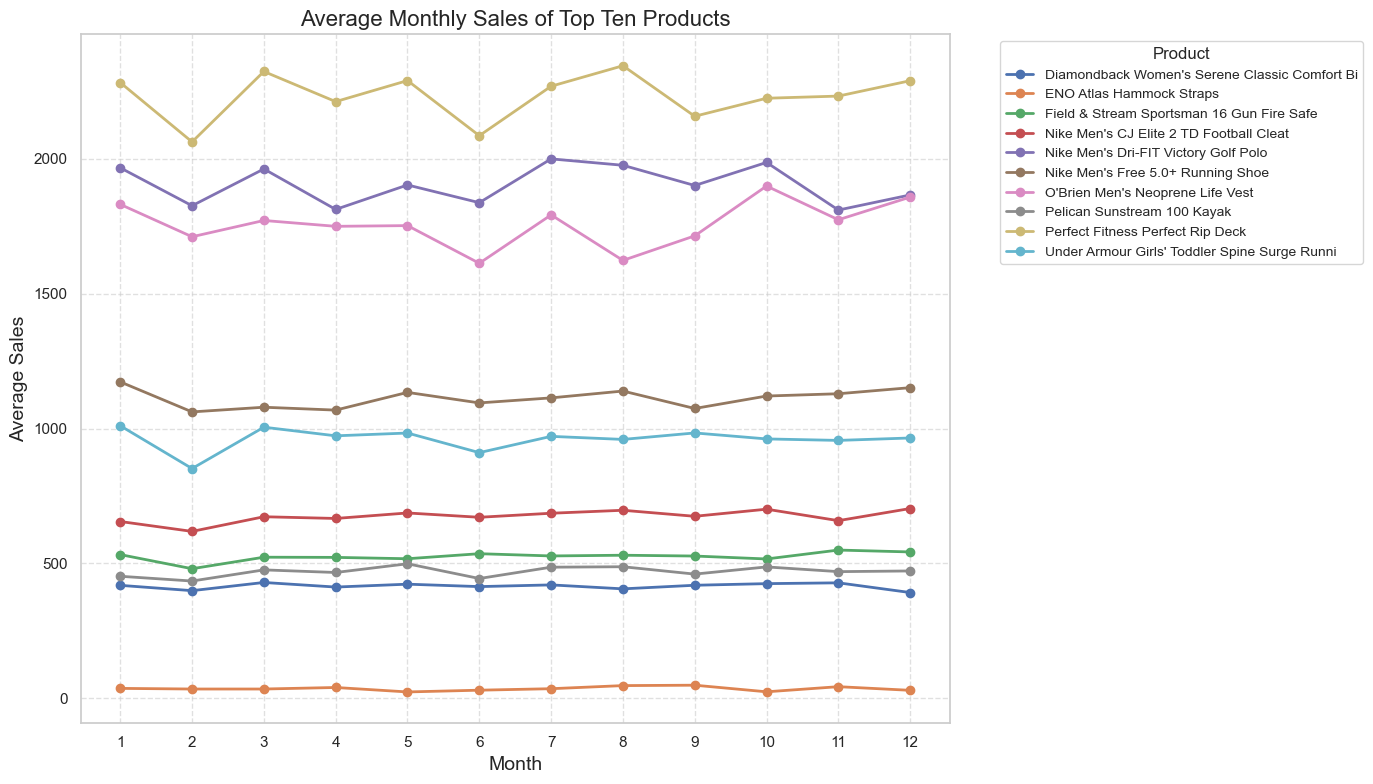 Average Monthly Sales of Top Ten Products
Product
Diamondback Women's Serene Classic Comfort Bi
ENO Atlas Hammock Straps
Field & Stream Sportsman 16 Gun Fire Safe
Nike Men's CJ Elite 2 TD Football Cleat
Nike Men's Dri-FIT Victory Golf Polo
Nike Men's Free 5.0+ Running Shoe
O'Brien Men's Neoprene Life Vest
Pelican Sunstream 100 Kayak
Perfect Fitness Perfect Rip Deck
Under Armour Girls' Toddler Spine Surge Runni
Average Sales
2000
1500
1000
500
0
1 2 3 4 5 6 7 8 9 10 11 12
Month